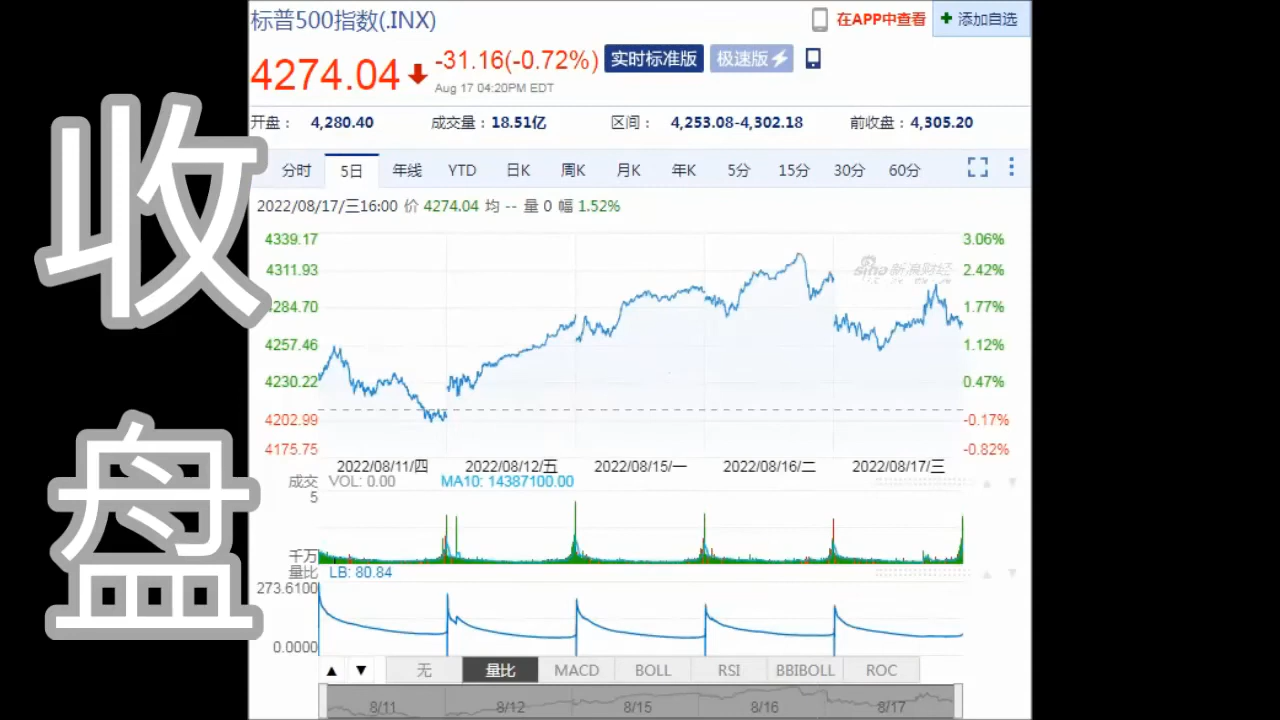 收盘
标普500指数(.INX)
在APP中查看
+ 添加自选
4274.04
-31.16(-0.72%)
实时标准版
极速版
Aug 17 04:20PM EDT
开盘： 4,280.40
成交量：18.51亿
区间： 4,253.08-4,302.18
前收盘：4,305.20
分时 5日 年线 YTD 日K 周K 月K 年K 5分 15分 30分 60分
2022/08/17/三16:00 价 4274.04 均 -- 量 0 幅 1.52%
4339.17 3.06%
sina 新浪财经
4311.93 2.42%
4284.70 1.77%
4257.46 1.12%
4230.22 0.47%
4202.99 -0.17%
4175.75 -0.82%
2022/08/11/四 2022/08/12/五 2022/08/15/一 2022/08/16/二 2022/08/17/三
成交 VOL: 0.00 MA10: 14387100.00
5
千万
量比 LB: 80.84
273.6100
0.0000
▲ ▼ 无 量比 MACD BOLL RSI BBIBOLL ROC
8/11 8/12 8/15 8/16 8/17